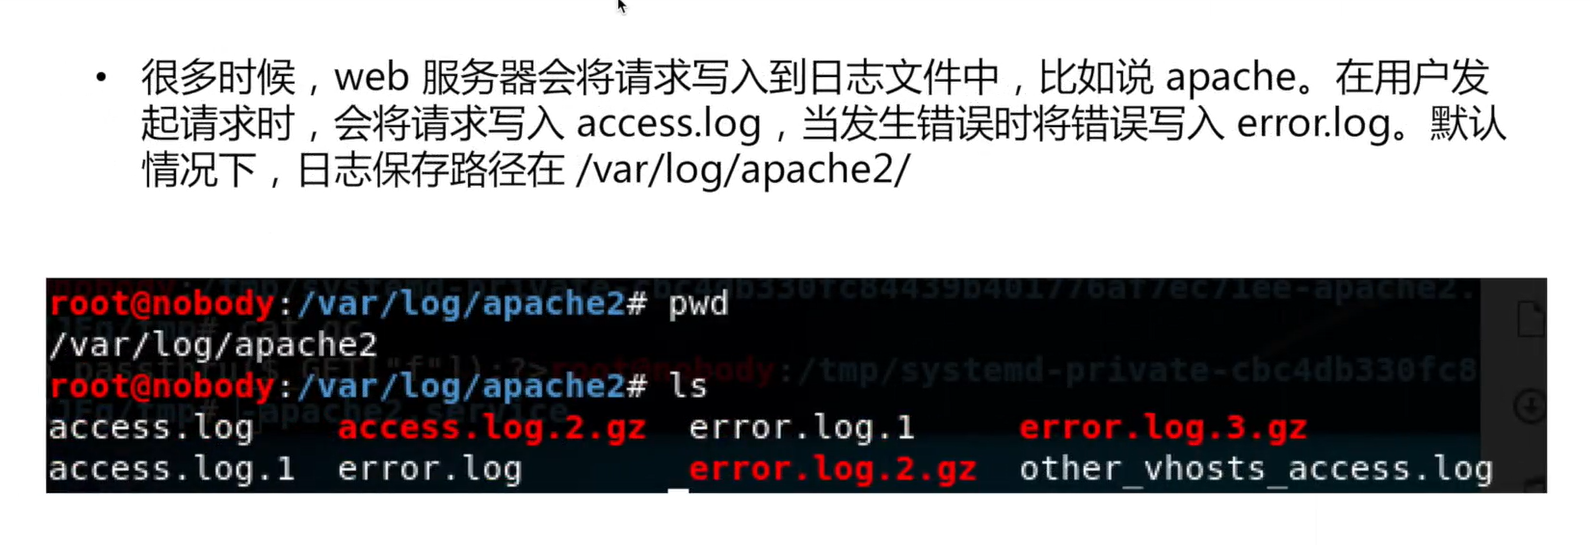 • 很多时候，web 服务器会将请求写入到日志文件中，比如说 apache。在用户发
起请求时，会将请求写入 access.log，当发生错误时将错误写入 error.log。默认
情况下，日志保存路径在 /var/log/apache2/
root@nobody:/var/log/apache2# pwd
/var/log/apache2
root@nobody:/var/log/apache2# ls
access.log access.log.2.gz error.log.1 error.log.3.gz
access.log.1 error.log error.log.2.gz other_vhosts_access.log